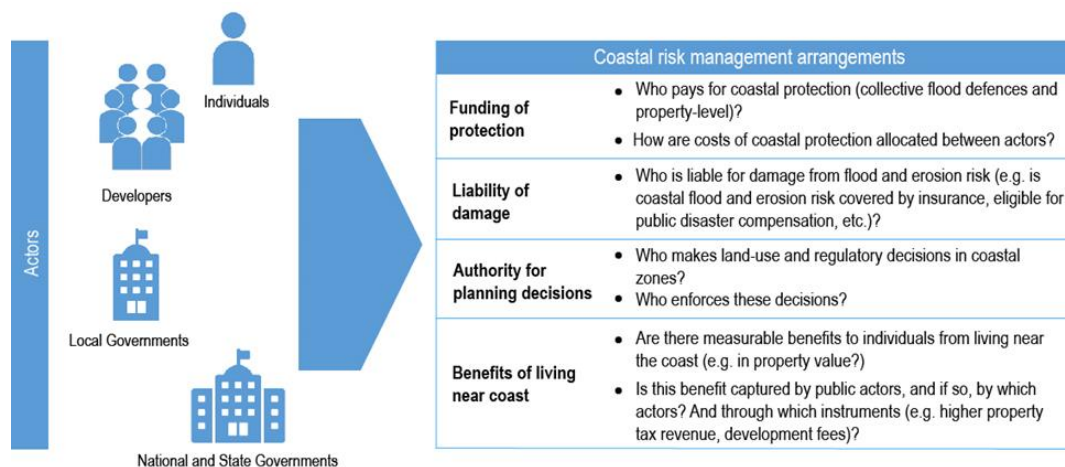 Actors
Individuals
Developers
Local Governments
National and State Governments
Coastal risk management arrangements
Funding of
protection
• Who pays for coastal protection (collective flood defences and
property-level)?
• How are costs of coastal protection allocated between actors?
Liability of
damage
• Who is liable for damage from flood and erosion risk (e.g. is
coastal flood and erosion risk covered by insurance, eligible for
public disaster compensation, etc.)?
Authority for
planning decisions
• Who makes land-use and regulatory decisions in coastal
zones?
• Who enforces these decisions?
Benefits of living
near coast
• Are there measurable benefits to individuals from living near
the coast (e.g. in property value?)
• Is this benefit captured by public actors, and if so, by which
actors? And through which instruments (e.g. higher property
tax revenue, development fees)?